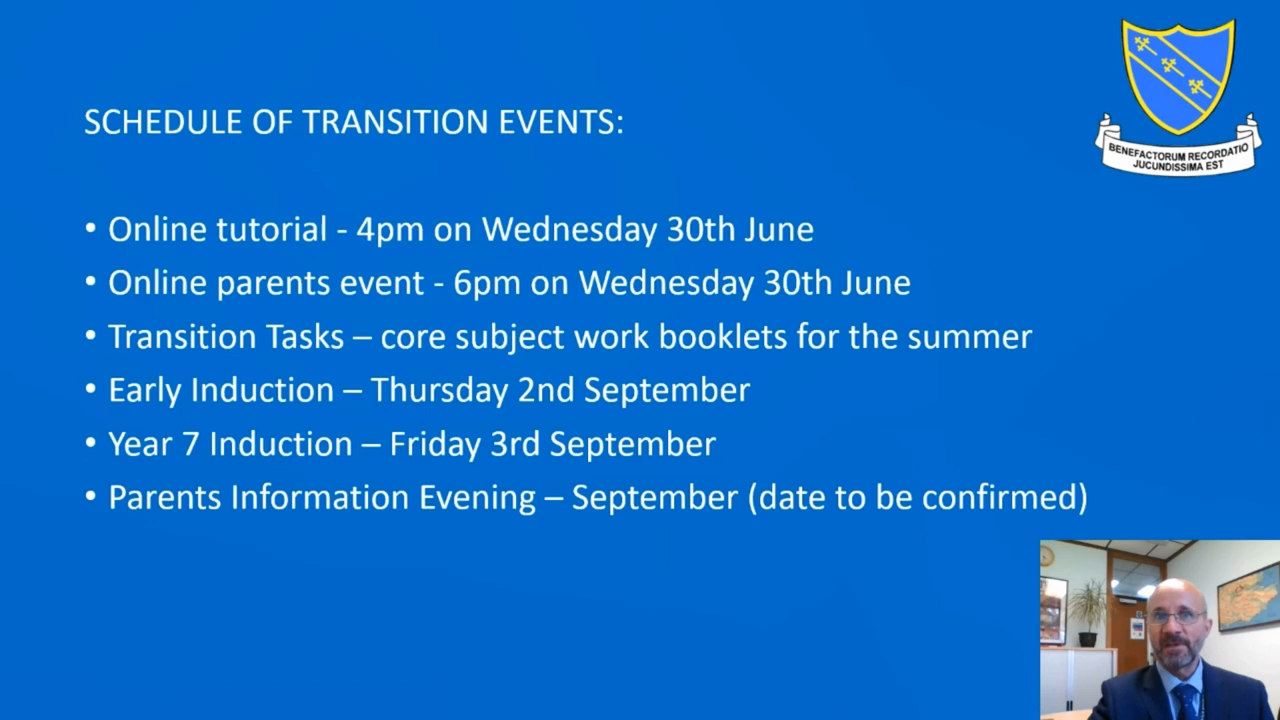 BENEFACTORUM RECORDATIO
JUCUNDISSIMA EST
SCHEDULE OF TRANSITION EVENTS:
• Online tutorial - 4pm on Wednesday 30th June
• Online parents event - 6pm on Wednesday 30th June
• Transition Tasks – core subject work booklets for the summer
• Early Induction – Thursday 2nd September
• Year 7 Induction – Friday 3rd September
• Parents Information Evening – September (date to be confirmed)